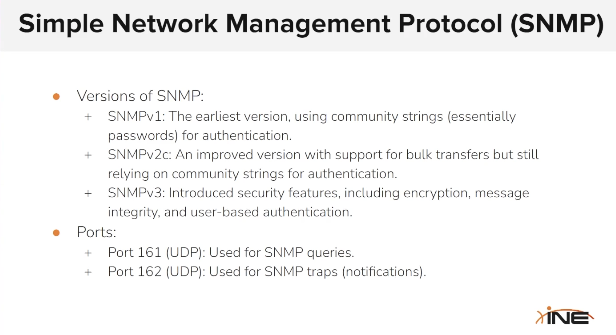 Simple Network Management Protocol (SNMP)
● Versions of SNMP:
+ SNMPv1: The earliest version, using community strings (essentially
passwords) for authentication.
+ SNMPv2c: An improved version with support for bulk transfers but still
relying on community strings for authentication.
+ SNMPv3: Introduced security features, including encryption, message
integrity, and user-based authentication.
● Ports:
+ Port 161 (UDP): Used for SNMP queries.
+ Port 162 (UDP): Used for SNMP traps (notifications).
INE